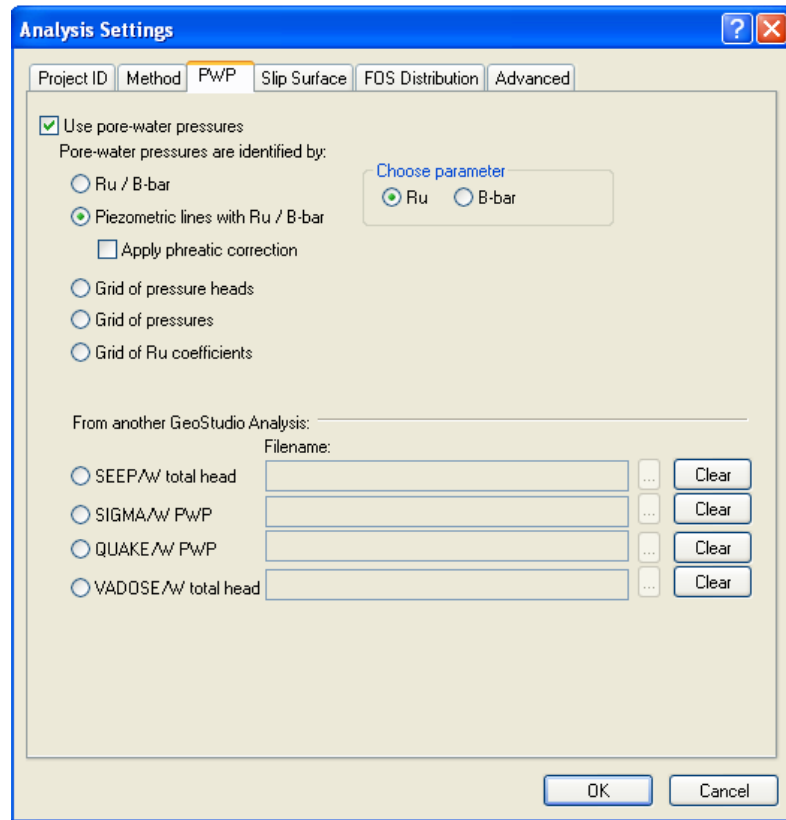 Analysis Settings
Project ID Method PWP Slip Surface FOS Distribution Advanced
Use pore-water pressures
Pore-water pressures are identified by:
Choose parameter
Ru / B-bar
Ru B-bar
Piezometric lines with Ru / B-bar
Apply phreatic correction
Grid of pressure heads
Grid of pressures
Grid of Ru coefficients
From another GeoStudio Analysis:
Filename:
SEEP/W total head ... Clear
SIGMA/W PWP ... Clear
QUAKE/W PWP ... Clear
VADOSE/W total head ... Clear
OK Cancel